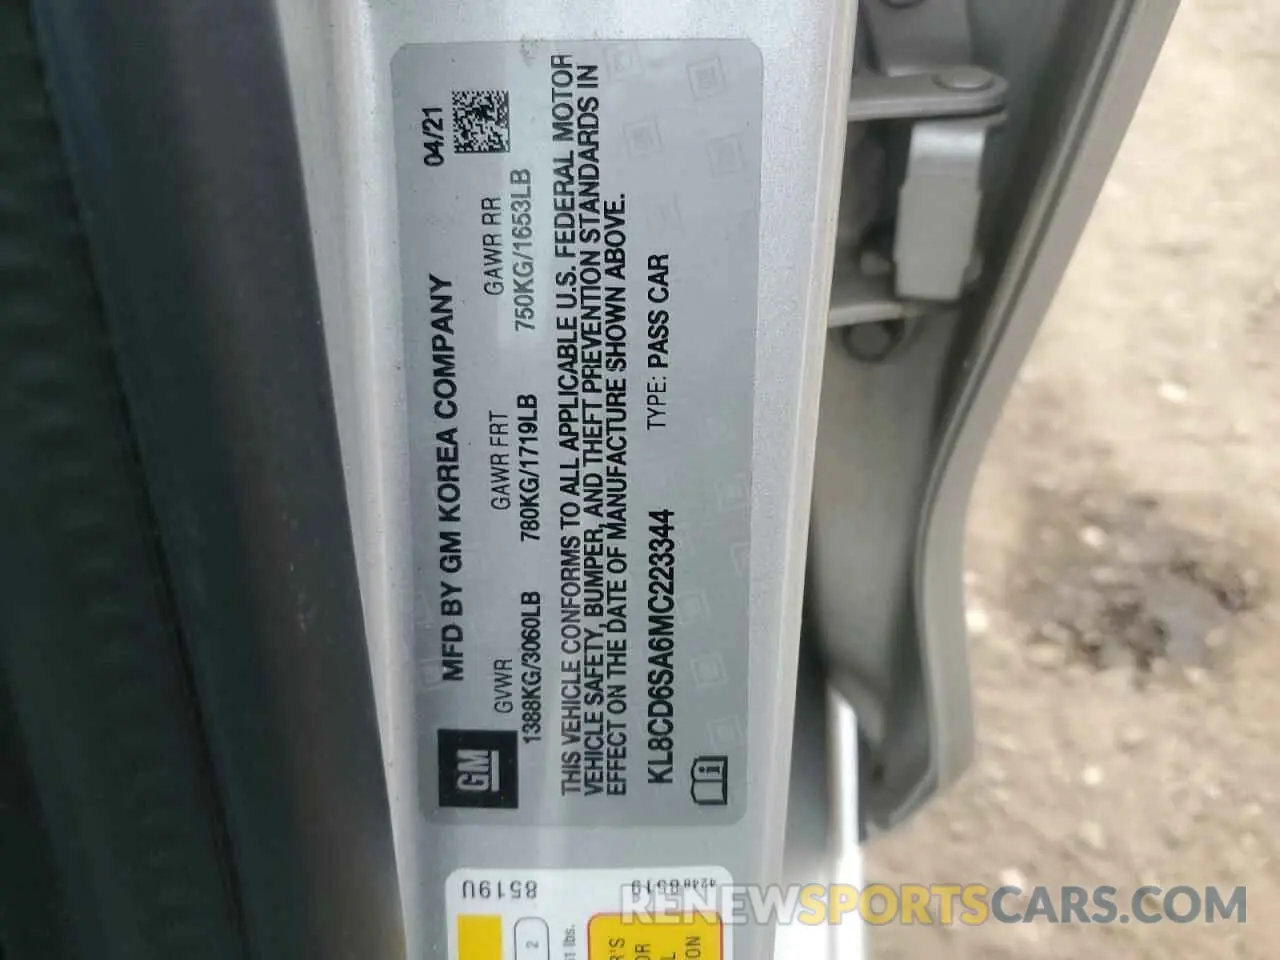 MFD BY GM KOREA COMPANY 04/21
GM
GVWR GAWR FRT GAWR RR
1388KG/3060LB 780KG/1719LB 750KG/1653LB
THIS VEHICLE CONFORMS TO ALL APPLICABLE U.S. FEDERAL MOTOR
VEHICLE SAFETY, BUMPER, AND THEFT PREVENTION STANDARDS IN
EFFECT ON THE DATE OF MANUFACTURE SHOWN ABOVE.
KL8CD6SA6MC223344 TYPE: PASS CAR
8519U
2
lbs.
RENEWSPORTSCARS.COM